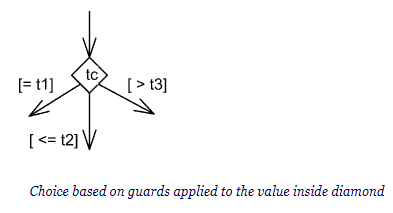 tc
[= t1]
[ > t3]
[ <= t2]
Choice based on guards applied to the value inside diamond